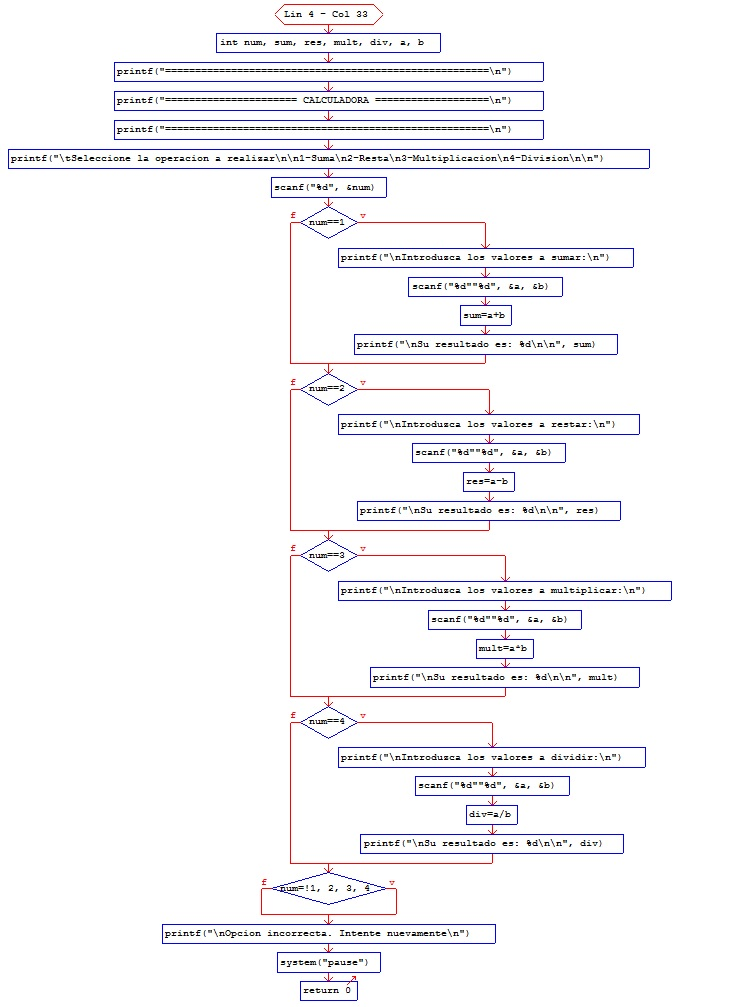 Lin 4 - Col 33
int num, sum, res, mult, div, a, b
printf("======================================================\n")
printf("====================== CALCULADORA ===================\n")
printf("======================================================\n")
printf("\tSeleccione la operacion a realizar\n\n1-Suma\n2-Resta\n3-Multiplicacion\n4-Division\n\n")
scanf("%d", &num)
f num==1 v
printf("\nIntroduzca los valores a sumar:\n")
scanf("%d""%d", &a, &b)
sum=a+b
printf("\nSu resultado es: %d\n\n", sum)
f num==2 v
printf("\nIntroduzca los valores a restar:\n")
scanf("%d""%d", &a, &b)
res=a-b
printf("\nSu resultado es: %d\n\n", res)
f num==3 v
printf("\nIntroduzca los valores a multiplicar:\n")
scanf("%d""%d", &a, &b)
mult=a*b
printf("\nSu resultado es: %d\n\n", mult)
f num==4 v
printf("\nIntroduzca los valores a dividir:\n")
scanf("%d""%d", &a, &b)
div=a/b
printf("\nSu resultado es: %d\n\n", div)
f num=!1, 2, 3, 4 v
printf("\nOpcion incorrecta. Intente nuevamente\n")
system("pause")
return 0